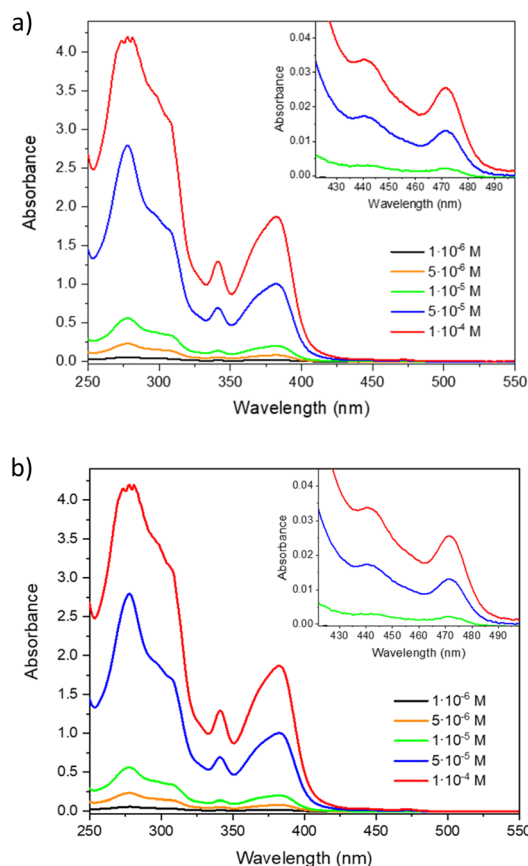 a)
4.0
3.5
3.0
2.5
2.0
1.5
1.0
0.5
0.0
Absorbance
250 300 350 400 450 500 550
Wavelength (nm)
0.04
0.03
0.02
0.01
0.00
Absorbance
430 440 450 460 470 480 490
Wavelength (nm)
1·10⁻⁶ M
5·10⁻⁶ M
1·10⁻⁵ M
5·10⁻⁵ M
1·10⁻⁴ M
b)
4.0
3.5
3.0
2.5
2.0
1.5
1.0
0.5
0.0
Absorbance
250 300 350 400 450 500 550
Wavelength (nm)
0.04
0.03
0.02
0.01
0.00
Absorbance
430 440 450 460 470 480 490
Wavelength (nm)
1·10⁻⁶ M
5·10⁻⁶ M
1·10⁻⁵ M
5·10⁻⁵ M
1·10⁻⁴ M